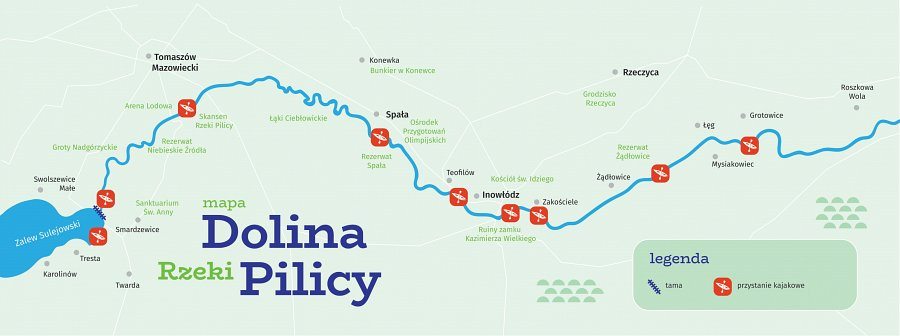 Tomaszów
Mazowiecki
Konewka
Bunkier w Konewce
Rzeczyca
Grodzisko
Rzeczyca
Roszkowa
Wola
Arena Lodowa
Skansen
Rzeki Pilicy
Łąki Ciebłowickie
Spała
Ośrodek
Przygotowań
Olimpijskich
Łęg
Grotowice
Groty Nadgórzyckie
Rezerwat
Niebieskie Źródła
Rezerwat
Spała
Rezerwat
Żądłowice
Mysiakowiec
Teofilów
Kościół św. Idziego
Żądłowice
Swolszewice
Małe
Inowłódz
Zakościele
Sanktuarium
Św. Anny
Smardzewice
Ruiny zamku
Kazimierza Wielkiego
Zalew Sulejowski
Tresta
Karolinów
Twarda
mapa
Dolina
Rzeki Pilicy
legenda
tama
przystanie kajakowe